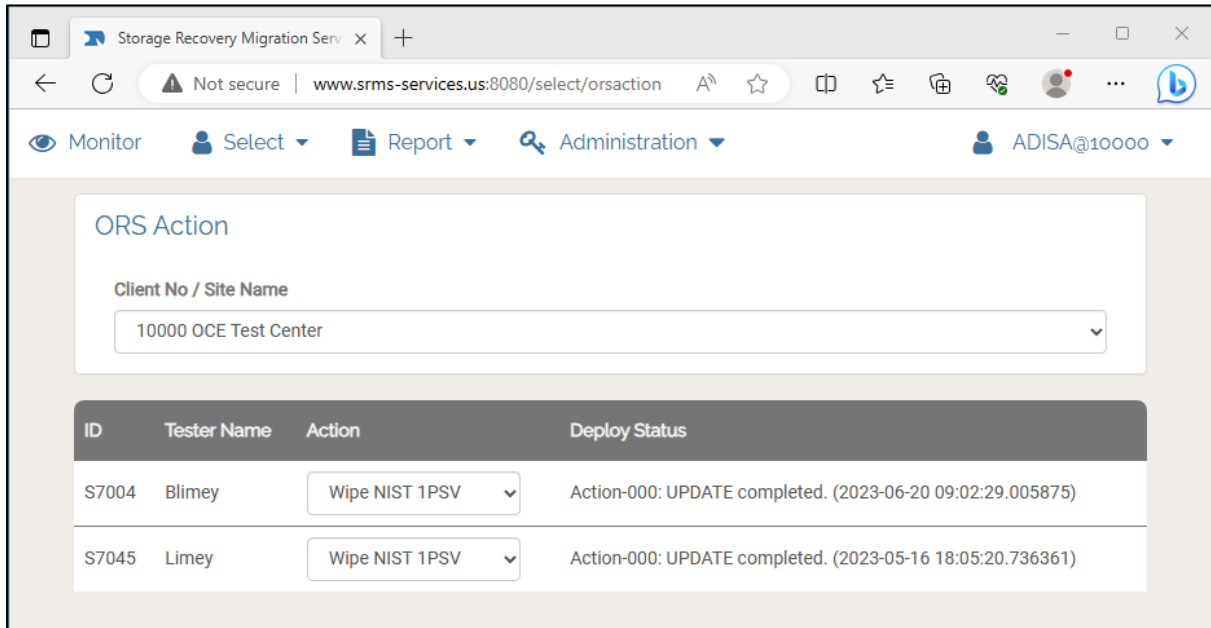 Storage Recovery Migration Serv
Not secure | www.srms-services.us:8080/select/orsaction
Monitor Select Report Administration ADISA@10000
ORS Action
Client No / Site Name
10000 OCE Test Center
ID Tester Name Action Deploy Status
S7004 Blimey Wipe NIST 1PSV Action-000: UPDATE completed. (2023-06-20 09:02:29.005875)
S7045 Limey Wipe NIST 1PSV Action-000: UPDATE completed. (2023-05-16 18:05:20.736361)